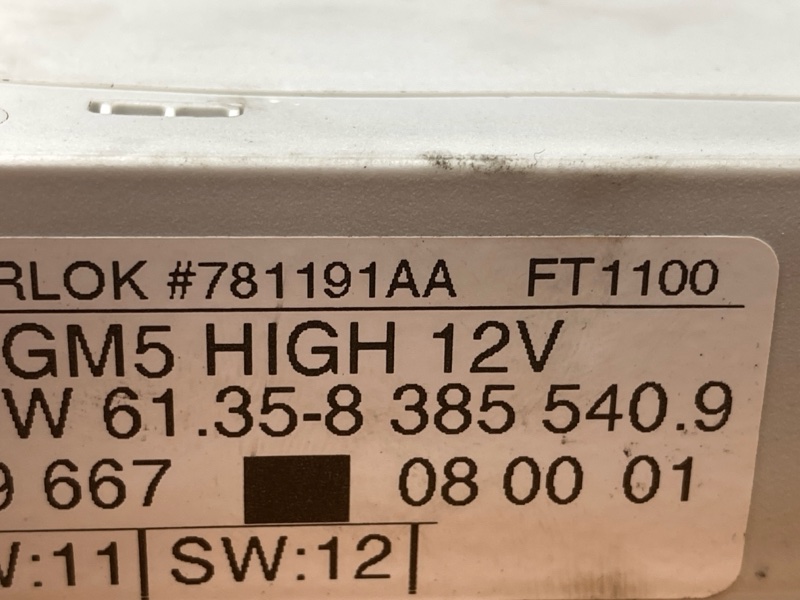 RLOK #781191AA FT1100
GM5 HIGH 12V
W 61.35-8 385 540.9
9 667 08 00 01
W:11 SW:12